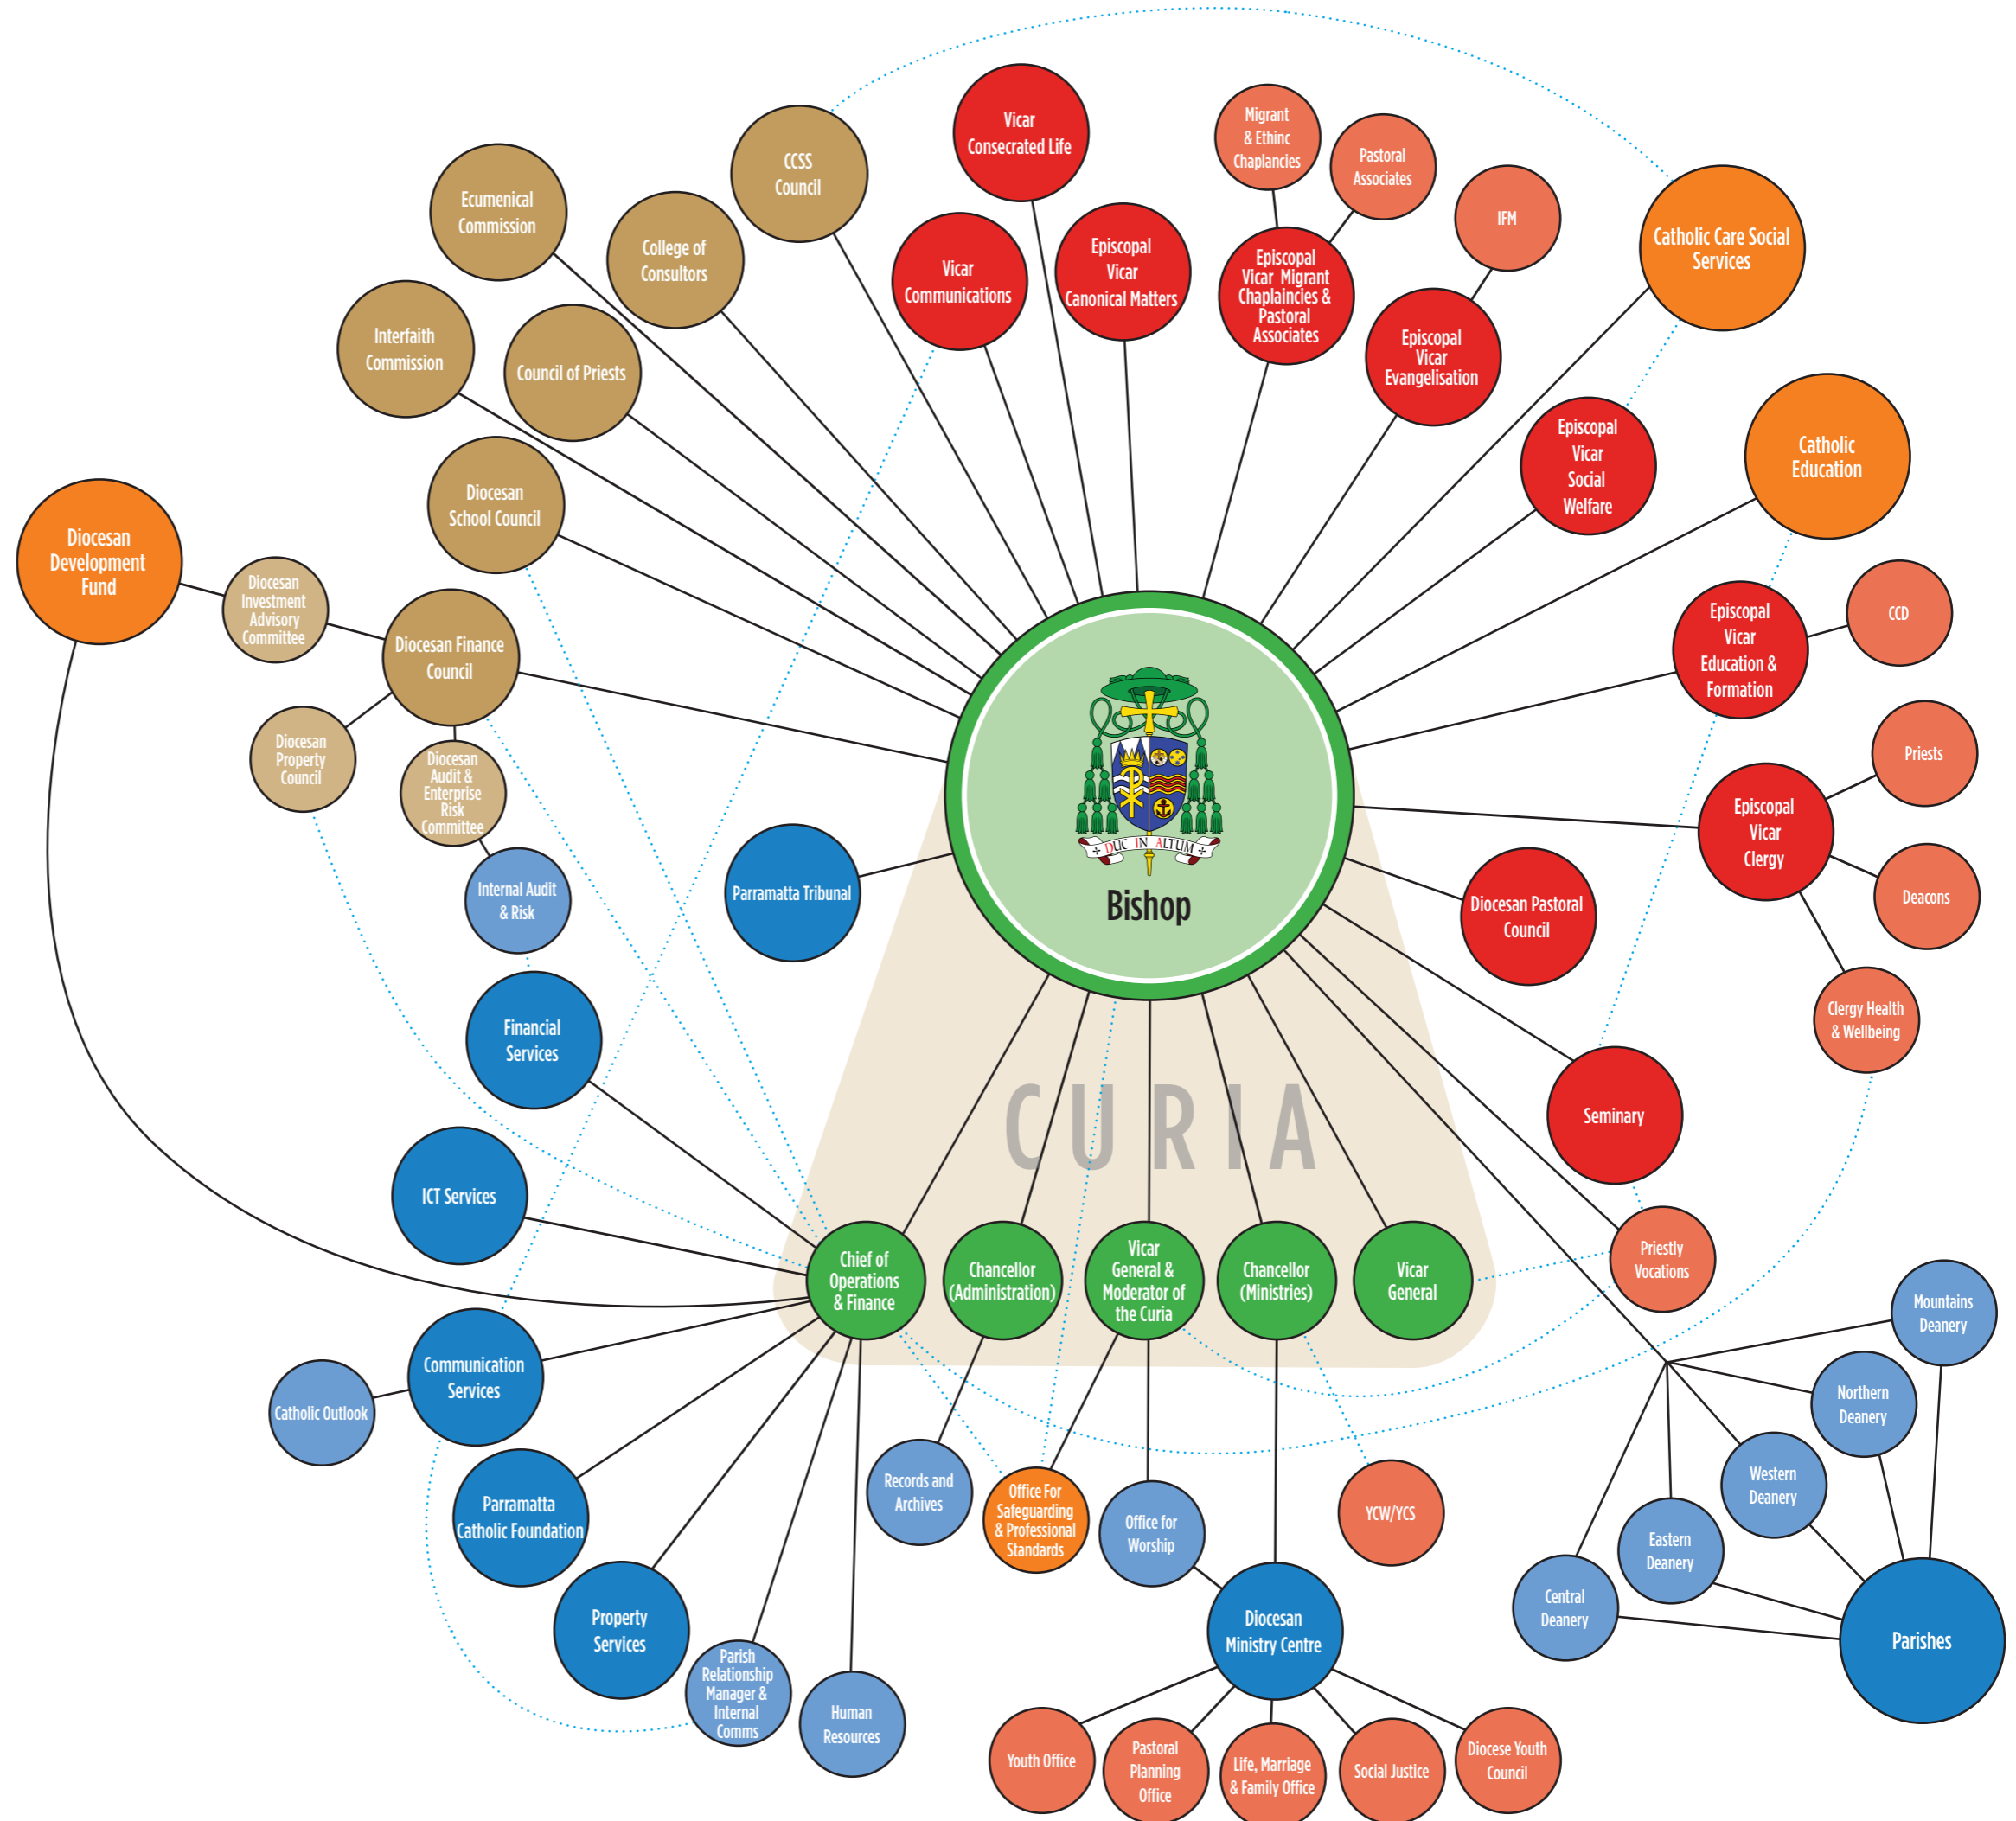 Vicar
Consecrated Life
Migrant
& Ethinc
Chaplancies
Pastoral
Associates
CCSS
Council
Ecumenical
Commission
College of
Consultors
IFM
Catholic Care Social
Services
Vicar
Communications
Episcopal
Vicar
Canonical Matters
Episcopal
Vicar Migrant
Chaplaincies &
Pastoral
Associates
Interfaith
Commission
Council of Priests
Episcopal
Vicar
Evangelisation
Episcopal
Vicar
Social
Welfare
Catholic
Education
Diocesan
School Council
Diocesan
Development
Fund
Diocesan
Investment
Advisory
Committee
Diocesan Finance
Council
Episcopal
Vicar
Education &
Formation
CCD
Diocesan
Property
Council
Diocesan
Audit &
Enterprise
Risk
Committee
Priests
Episcopal
Vicar
Clergy
DUC IN ALTUM
Bishop
Internal Audit
& Risk
Parramatta Tribunal
Diocesan Pastoral
Council
Deacons
Clergy Health
& Wellbeing
Financial
Services
CURIA
Seminary
ICT Services
Chief of
Operations
& Finance
Chancellor
(Administration)
Vicar
General &
Moderator of
the Curia
Chancellor
(Ministries)
Vicar
General
Priestly
Vocations
Mountains
Deanery
Communication
Services
Catholic Outlook
Northern
Deanery
Western
Deanery
Records and
Archives
Office For
Safeguarding
& Professional
Standards
Office for
Worship
YCW/YCS
Parramatta
Catholic Foundation
Eastern
Deanery
Central
Deanery
Property
Services
Diocesan
Ministry Centre
Parishes
Parish
Relationship
Manager &
Internal
Comms
Human
Resources
Youth Office
Pastoral
Planning
Office
Life, Marriage
& Family Office
Social Justice
Diocese Youth
Council